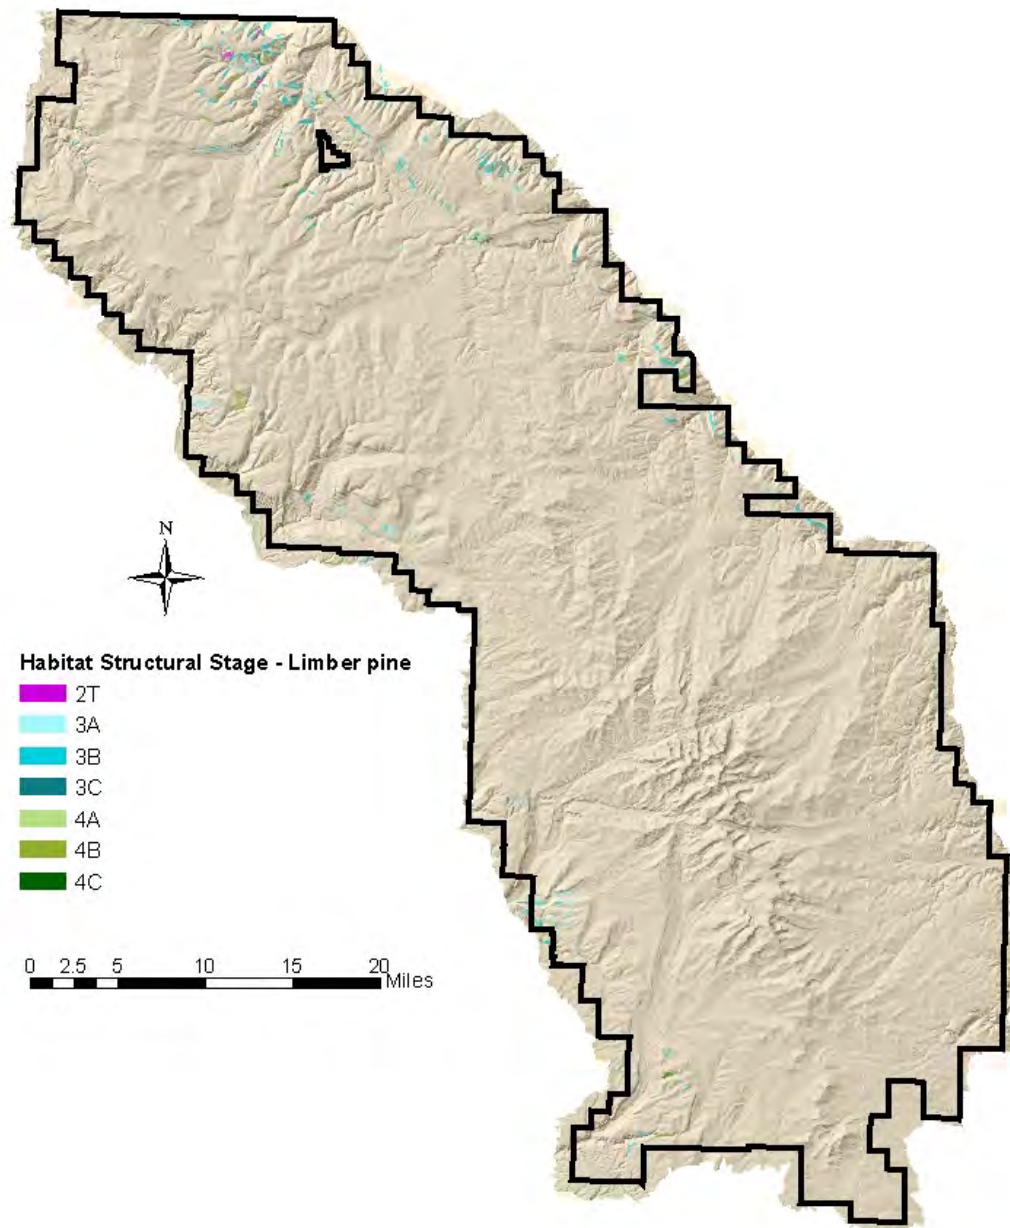 N
Habitat Structural Stage - Limber pine
2T
3A
3B
3C
4A
4B
4C
0 2.5 5 10 15 20
Miles